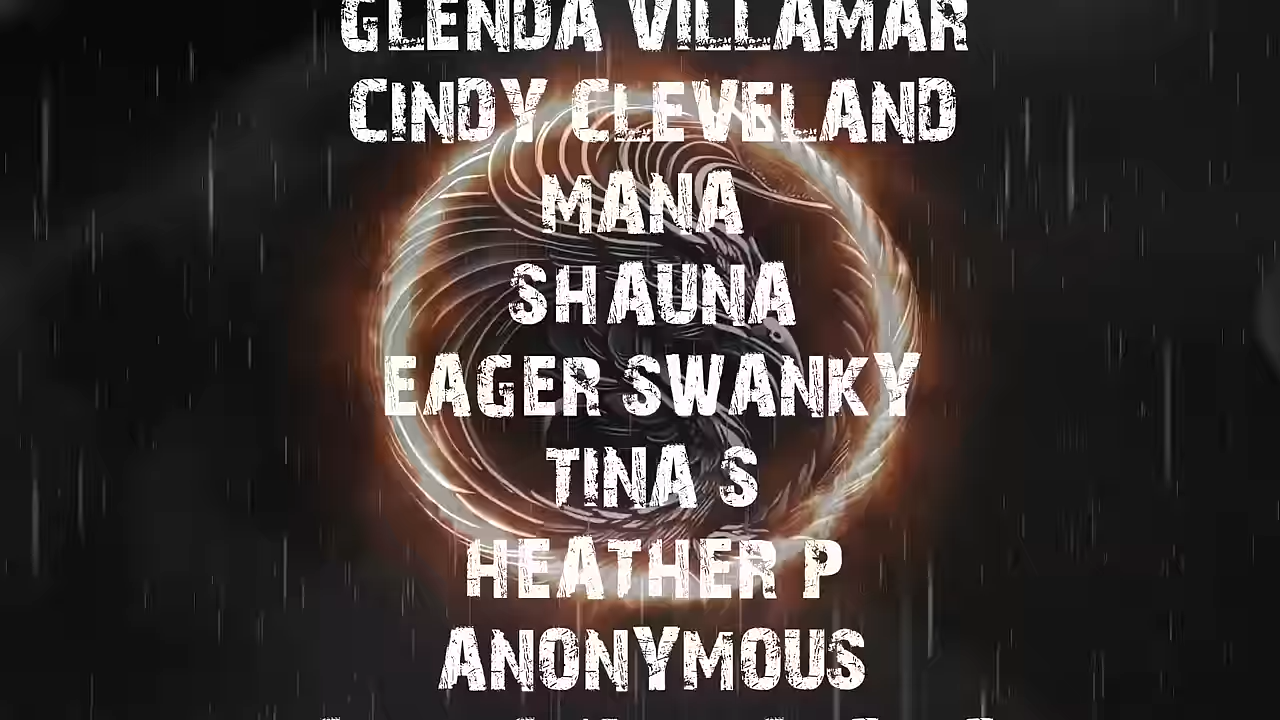 GLENDA VILLAMAR
CINDY CLEVELAND
MANA
SHAUNA
EAGER SWANKY
TINA S
HEATHER P
ANONYMOUS